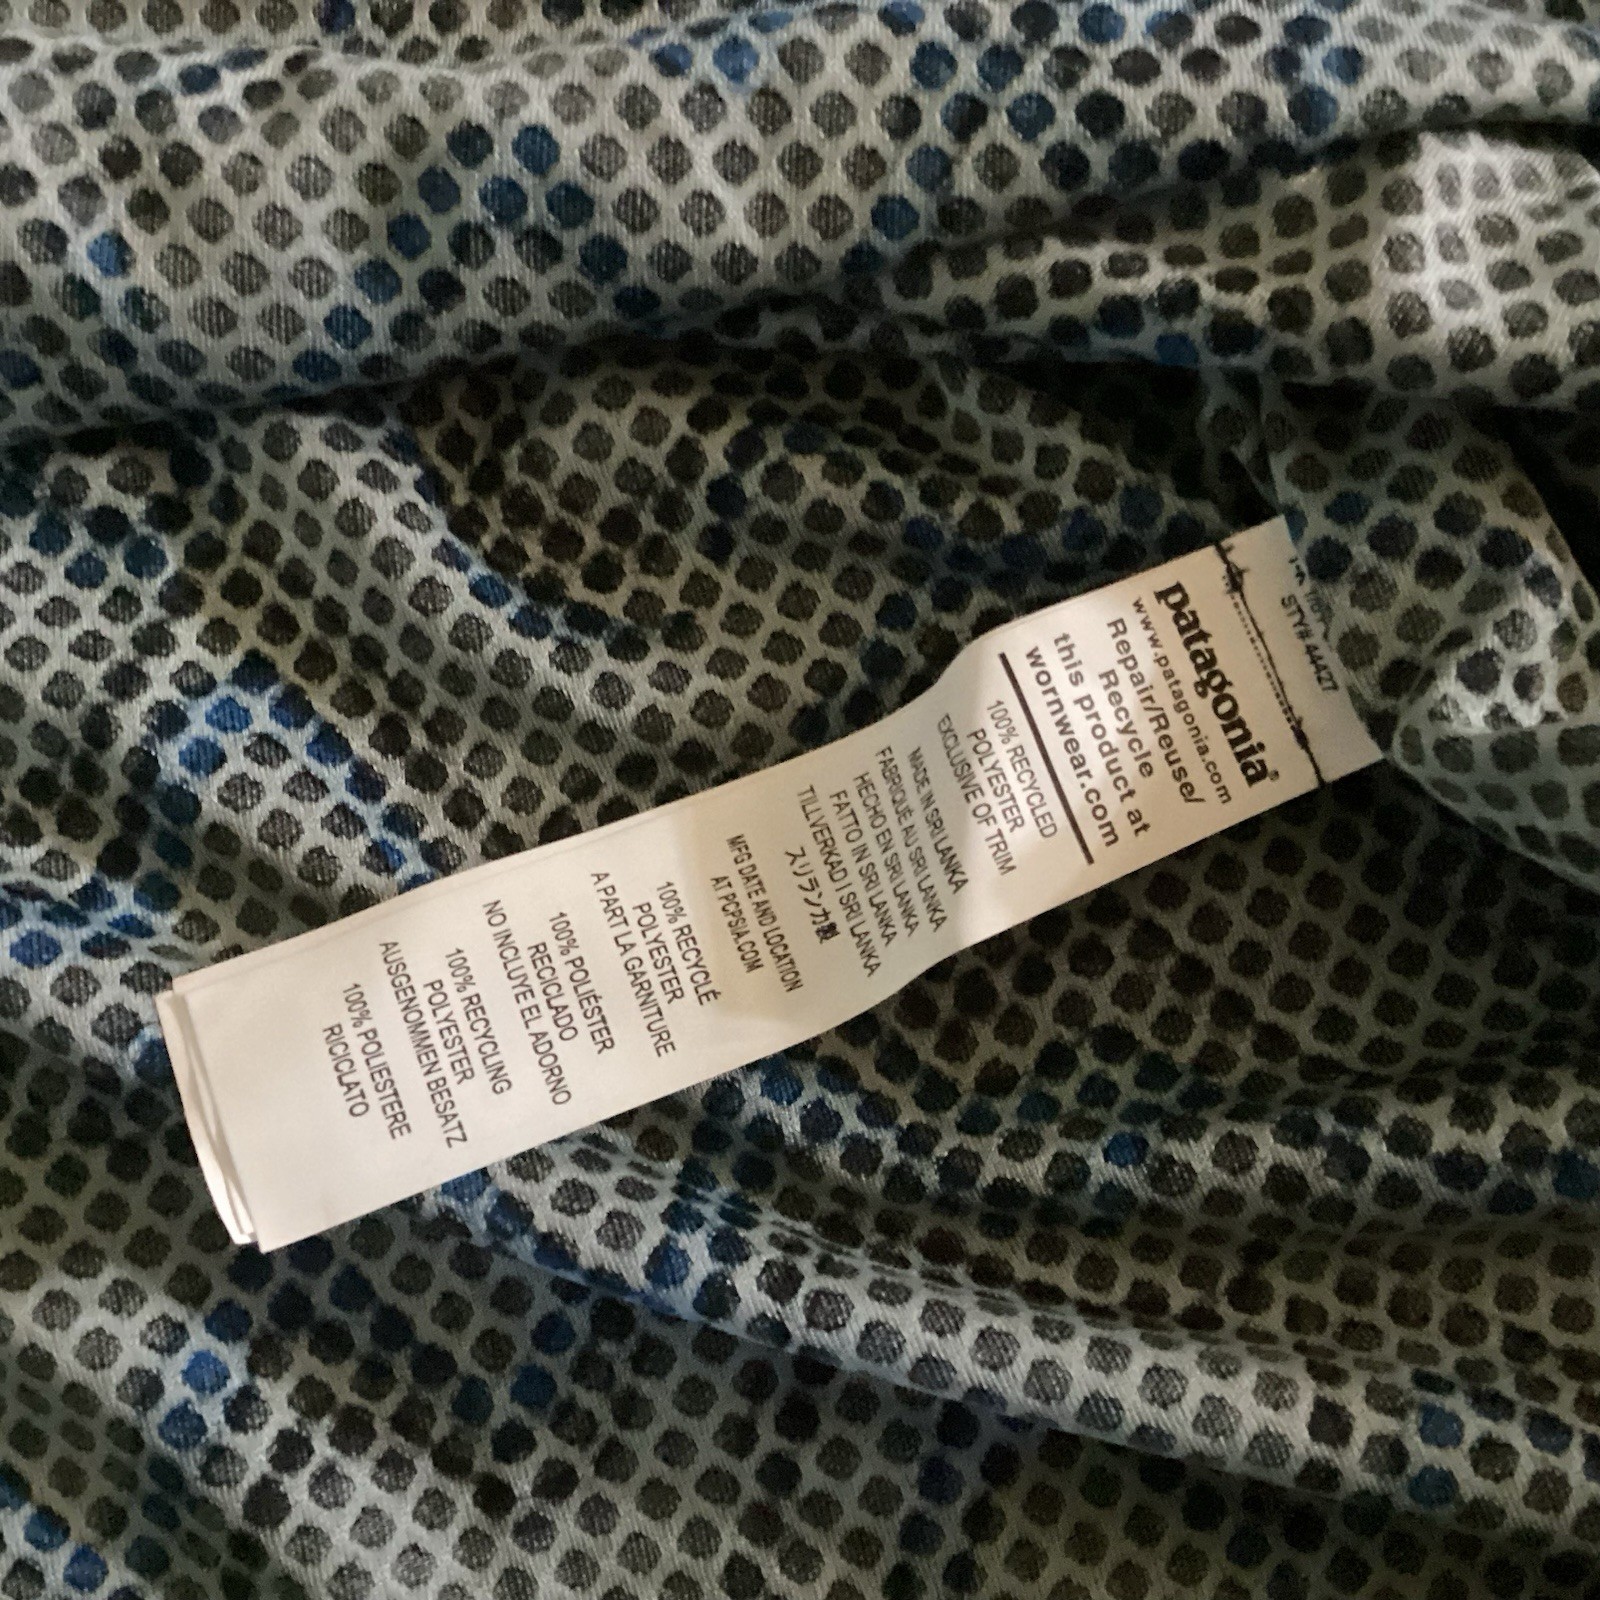 STY# 44427
patagonia®
www.patagonia.com
Repair/Reuse/
Recycle
this product at
wornwear.com
100% RECYCLED
POLYESTER
EXCLUSIVE OF TRIM
MADE IN SRI LANKA
FABRIQUÉ AU SRI LANKA
HECHO EN SRI LANKA
FATTO IN SRI LANKA
TILLVERKAD I SRI LANKA
スリランカ製
MFG DATE AND LOCATION
AT PCPSIA.COM
100% RECYCLÉ
POLYESTER
A PART LA GARNITURE
100% POLIÉSTER
RECICLADO
NO INCLUYE EL ADORNO
100% RECYCLING
POLYESTER
AUSGENOMMEN BESATZ
100% POLIESTERE
RICICLATO